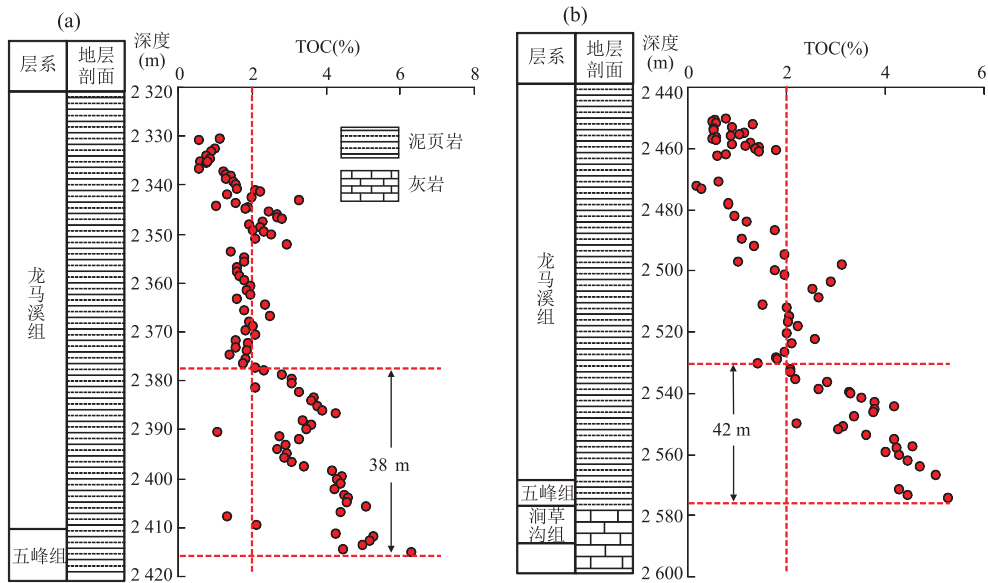 (a)
层系
地层
剖面
深度
(m)
TOC(%)
0
2
4
6
8
2 320
2 330
2 340
2 350
2 360
2 370
2 380
2 390
2 400
2 410
2 420
泥页岩
灰岩
龙马溪组
五峰组
38 m
(b)
层系
地层
剖面
深度
(m)
TOC(%)
0
2
4
6
2 440
2 460
2 480
2 500
2 520
2 540
2 560
2 580
2 600
龙马溪组
五峰组
涧草
沟组
42 m